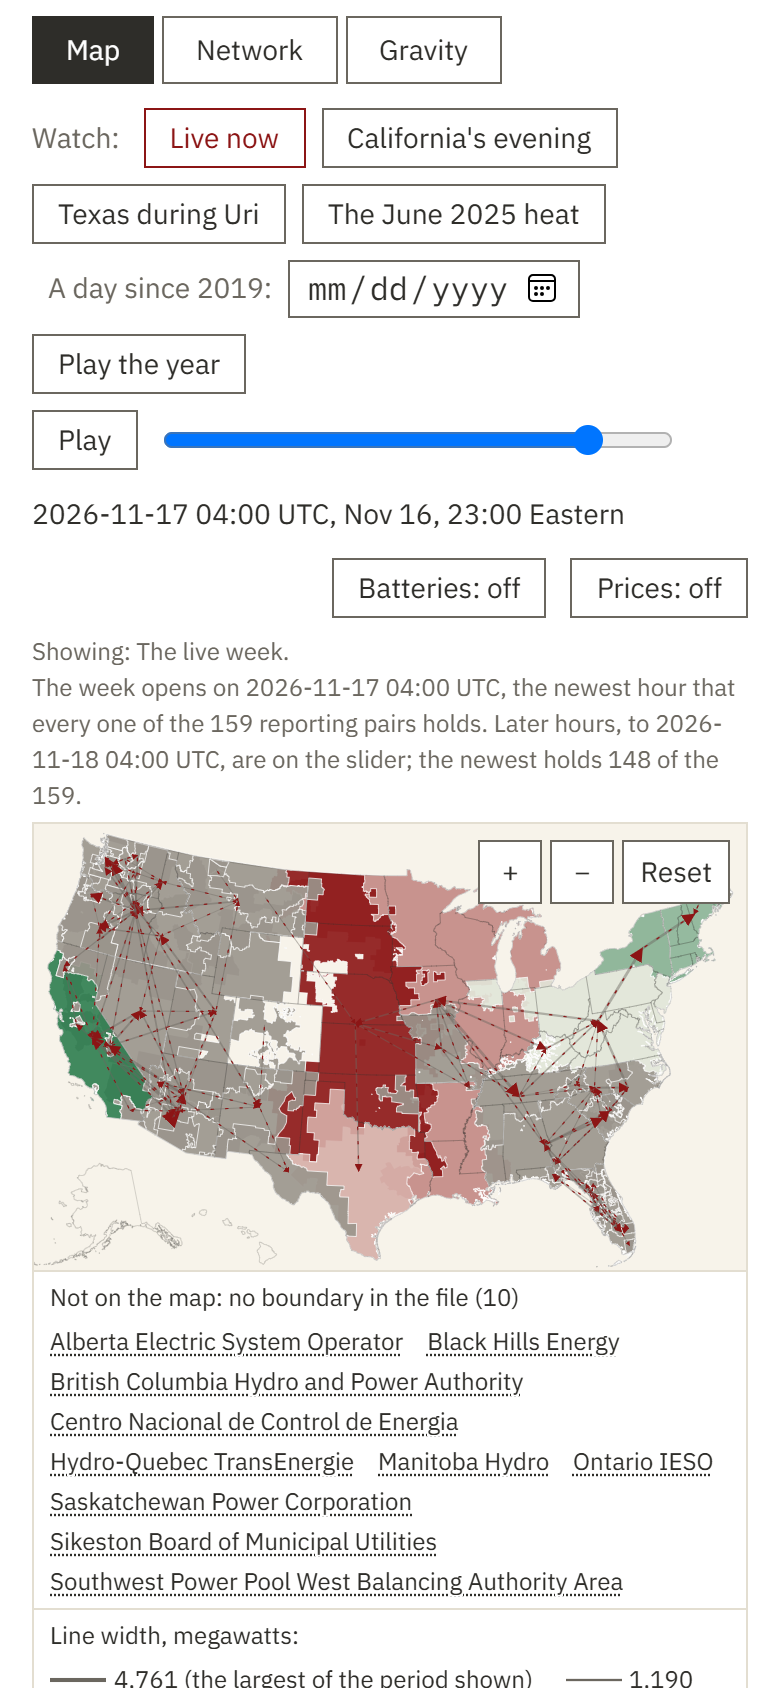 Map Network Gravity
Watch: Live now California's evening
Texas during Uri The June 2025 heat
A day since 2019: mm/dd/yyyy
Play the year
Play
2026-11-17 04:00 UTC, Nov 16, 23:00 Eastern
Batteries: off Prices: off
Showing: The live week.
The week opens on 2026-11-17 04:00 UTC, the newest hour that
every one of the 159 reporting pairs holds. Later hours, to 2026-
11-18 04:00 UTC, are on the slider; the newest holds 148 of the
159.
+ − Reset
Not on the map: no boundary in the file (10)
Alberta Electric System Operator Black Hills Energy
British Columbia Hydro and Power Authority
Centro Nacional de Control de Energia
Hydro-Quebec TransEnergie Manitoba Hydro Ontario IESO
Saskatchewan Power Corporation
Sikeston Board of Municipal Utilities
Southwest Power Pool West Balancing Authority Area
Line width, megawatts:
4,761 (the largest of the period shown) 1,190